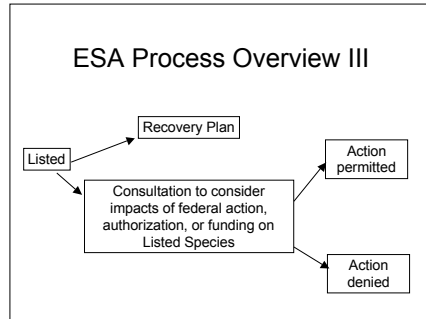 ESA Process Overview III
Recovery Plan
Listed
Consultation to consider
impacts of federal action,
authorization, or funding on
Listed Species
Action
permitted
Action
denied